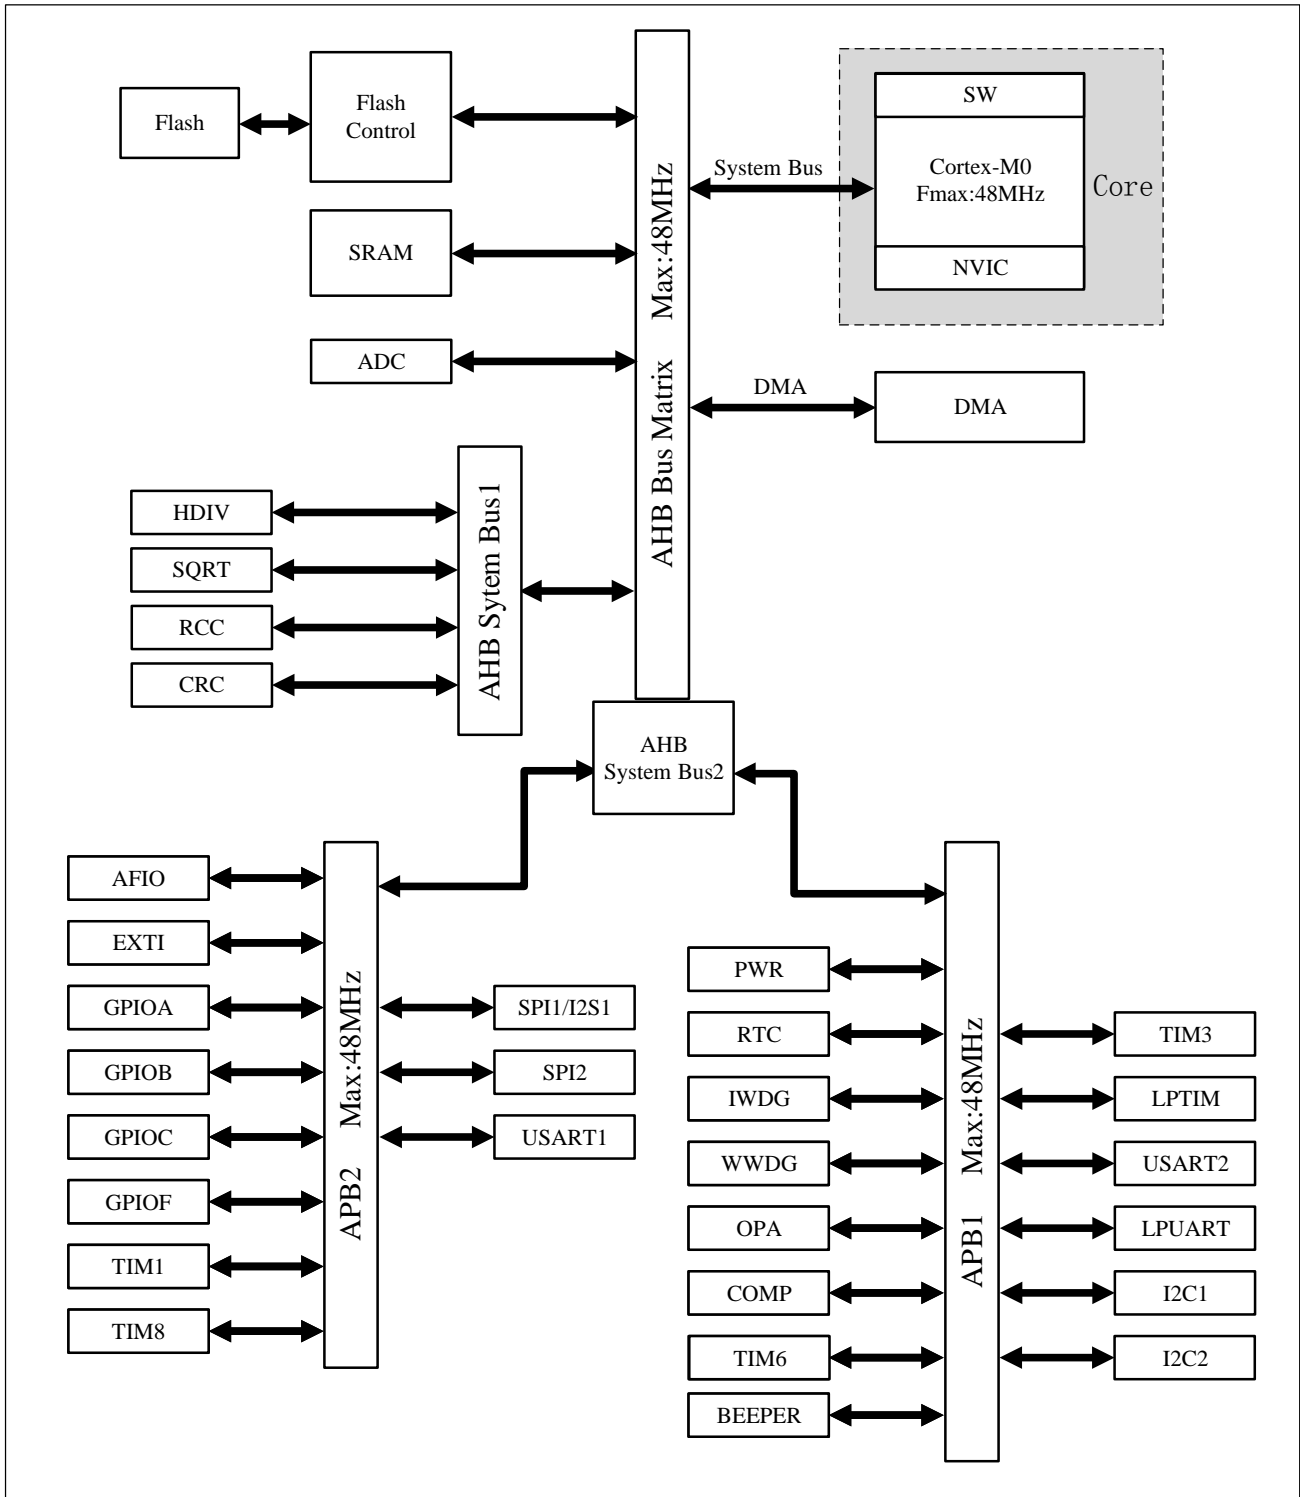 Flash
Flash
Control
SRAM
ADC
AHB Bus Matrix Max:48MHz
System Bus
SW
Cortex-M0
Fmax:48MHz
NVIC
Core
DMA
DMA
HDIV
SQRT
RCC
CRC
AHB Sytem Bus1
AHB
System Bus2
AFIO
EXTI
GPIOA
GPIOB
GPIOC
GPIOF
TIM1
TIM8
APB2 Max:48MHz
SPI1/I2S1
SPI2
USART1
PWR
RTC
IWDG
WWDG
OPA
COMP
TIM6
BEEPER
APB1 Max:48MHz
TIM3
LPTIM
USART2
LPUART
I2C1
I2C2